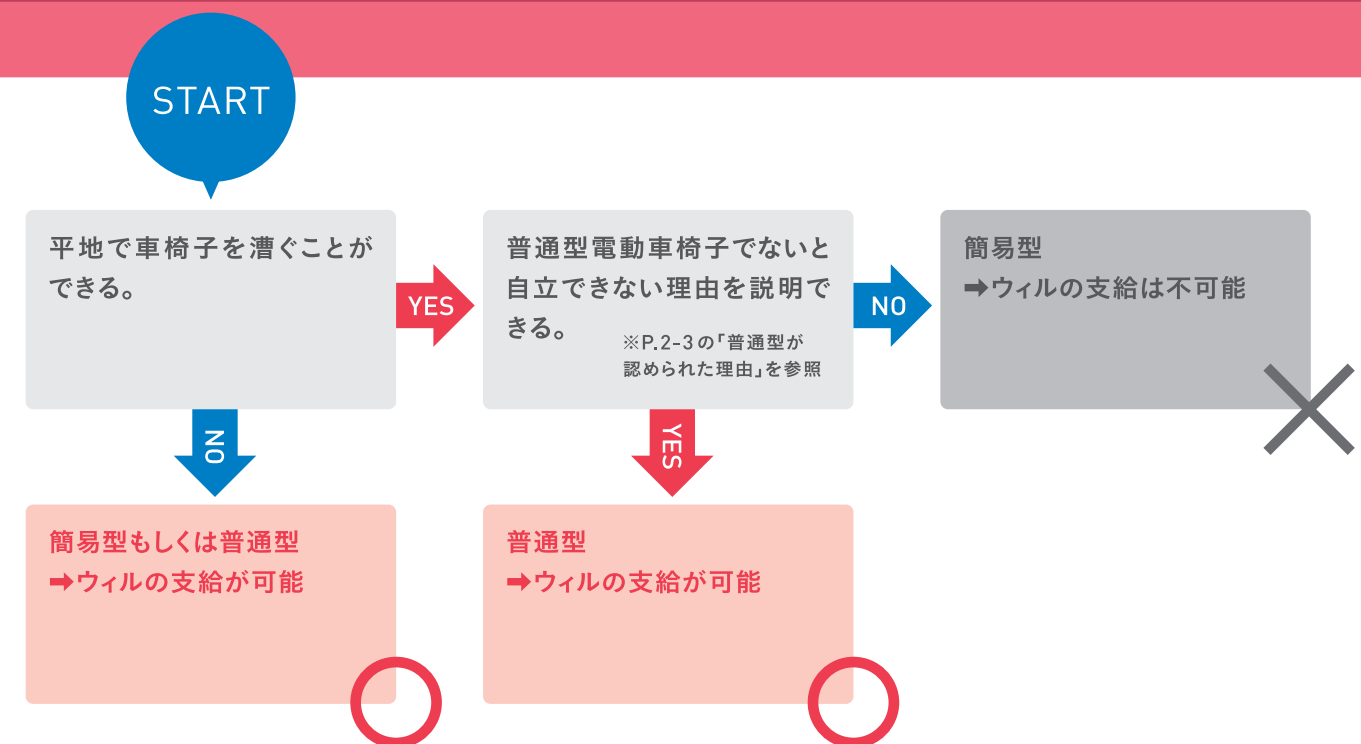 START
平地で車椅子を漕ぐことが
できる。
YES
普通型電動車椅子でないと
自立できない理由を説明で
きる。
※P.2-3の「普通型が
認められた理由」を参照
NO
簡易型
➡ウィルの支給は不可能
NO
YES
簡易型もしくは普通型
➡ウィルの支給が可能
普通型
➡ウィルの支給が可能